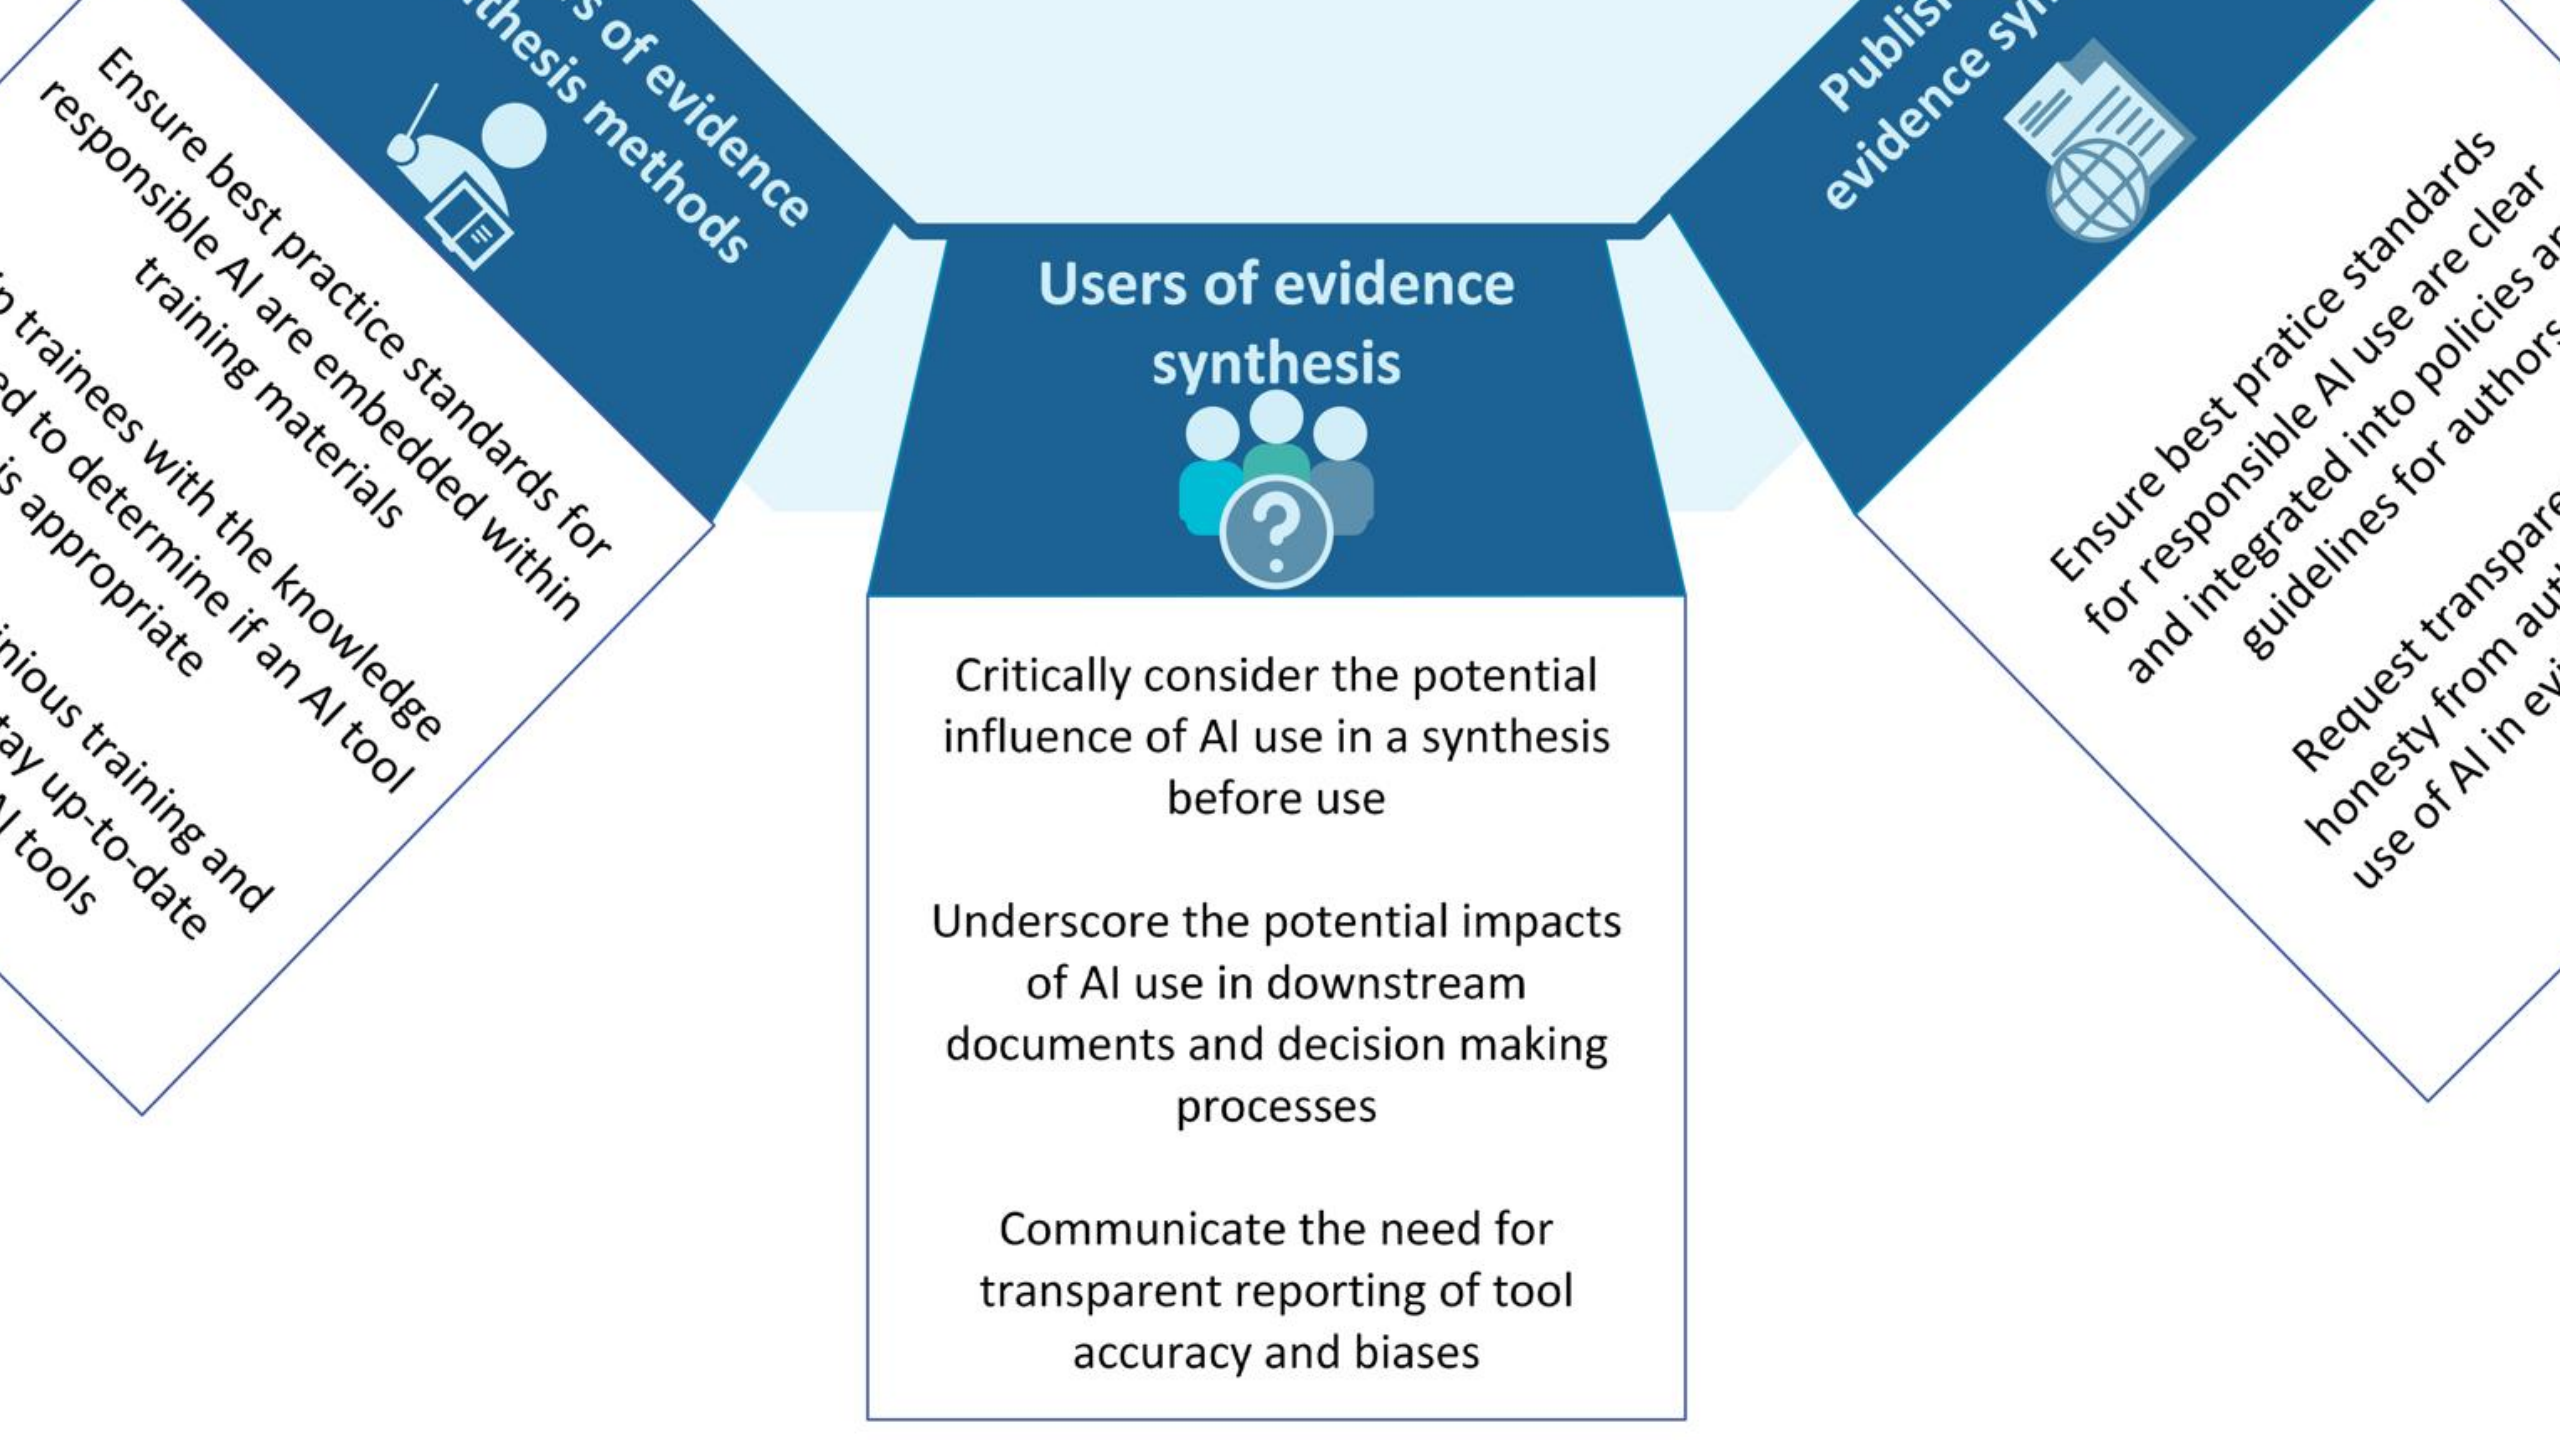 of evidence
methods
Ensure best practice standards for
responsible AI are embedded within
training materials
trainees with the knowledge
to determine if an AI tool
is appropriate
training and
up-to-date
AI tools
Users of evidence
synthesis
Critically consider the potential
influence of AI use in a synthesis
before use
Underscore the potential impacts
of AI use in downstream
documents and decision making
processes
Communicate the need for
transparent reporting of tool
accuracy and biases
evidence
Ensure best pratice standards
for responsible AI use are clear
and integrated into policies
guidelines for authors
Request
honesty from
use of AI in